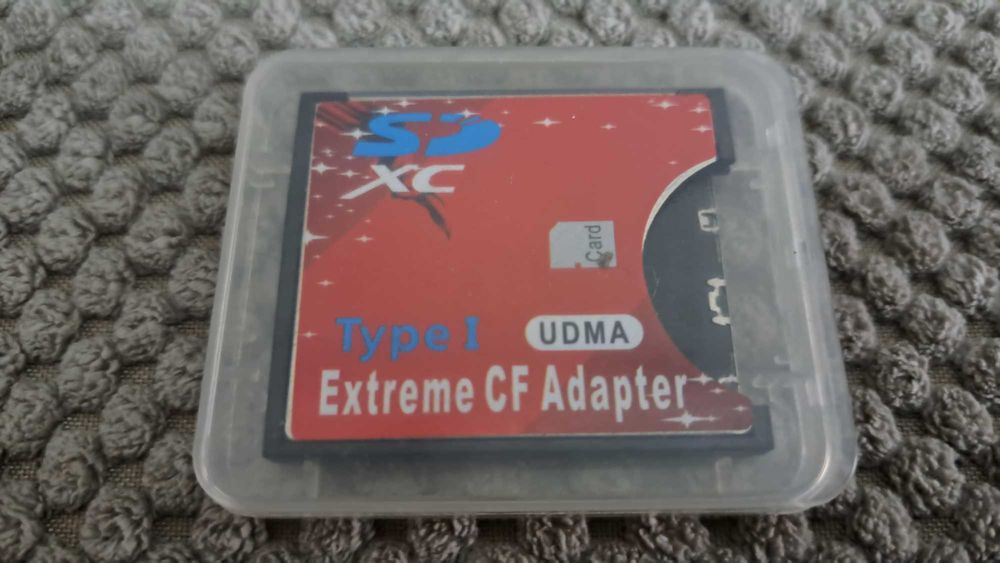 SD
XC
Card
Type I
UDMA
Extreme CF Adapter